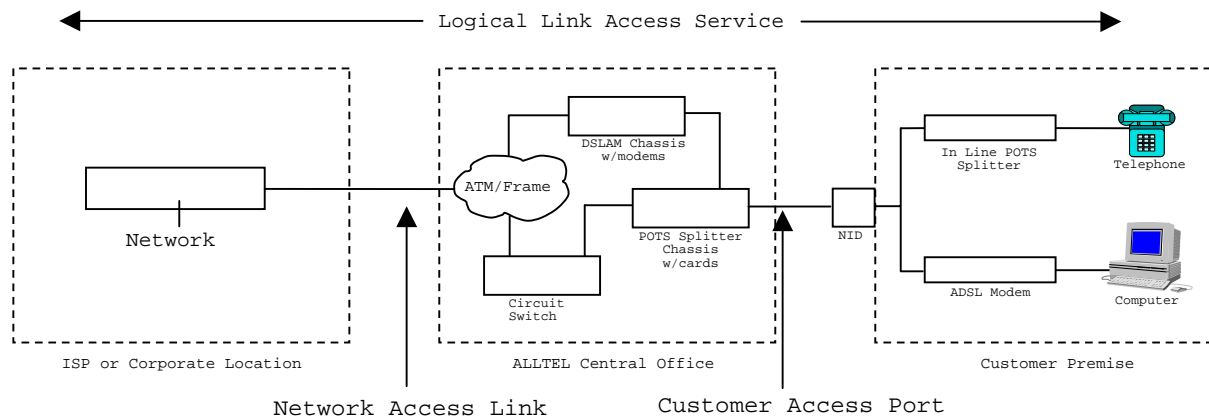 Logical Link Access Service
DSLAM Chassis
w/modems
In Line POTS
Splitter
Telephone
ATM/Frame
Network
POTS Splitter
Chassis
w/cards
NID
Circuit
Switch
ADSL Modem
Computer
ISP or Corporate Location
ALLTEL Central Office
Customer Premise
Network Access Link
Customer Access Port